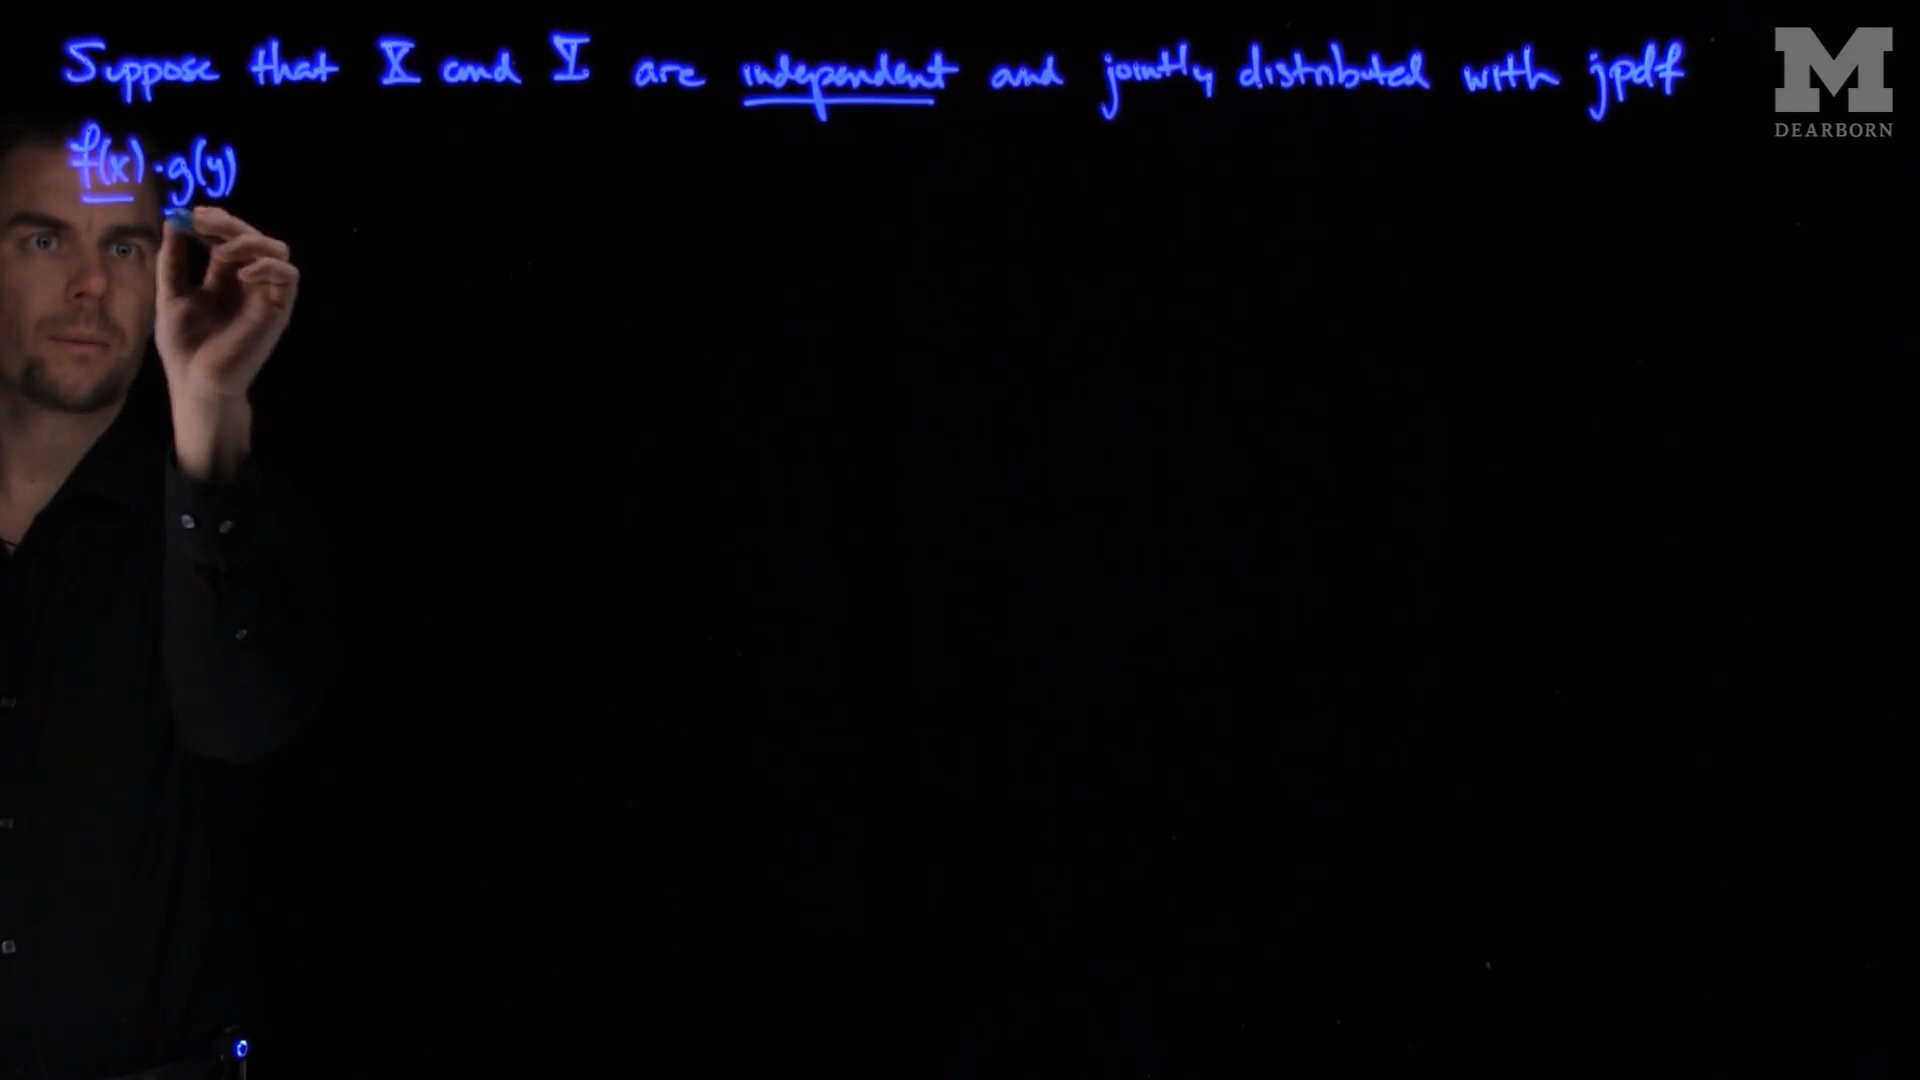 Suppose that X and Y are independent and jointly distributed with jpdf
f(x) · g(y)
M
DEARBORN